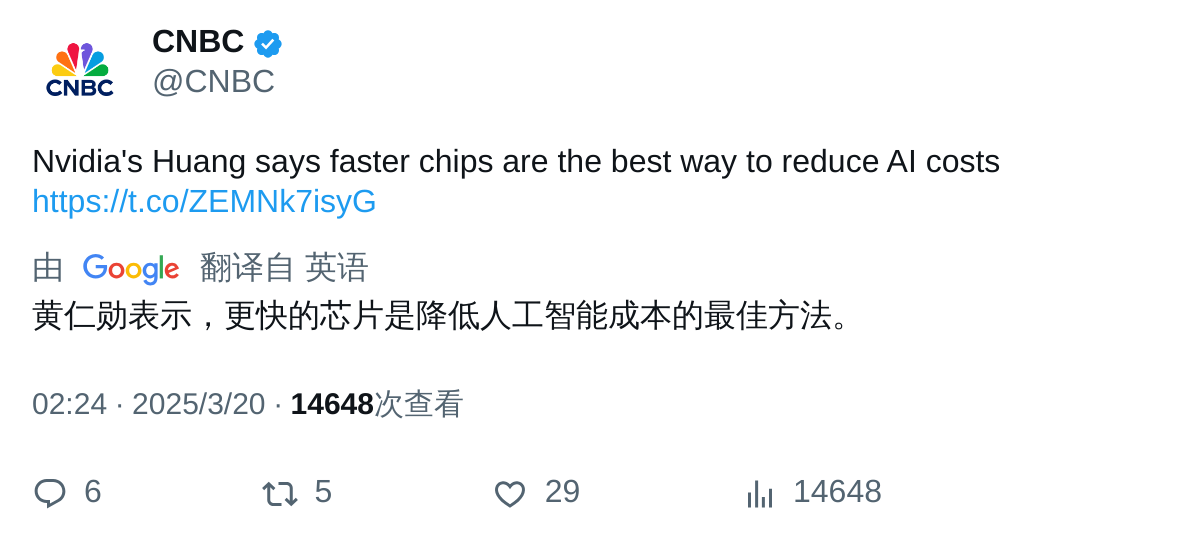 CNBC
CNBC
@CNBC
Nvidia's Huang says faster chips are the best way to reduce AI costs
https://t.co/ZEMNk7isyG
由 Google 翻译自 英语
黄仁勋表示，更快的芯片是降低人工智能成本的最佳方法。
02:24 · 2025/3/20 · 14648次查看
6 5 29 14648